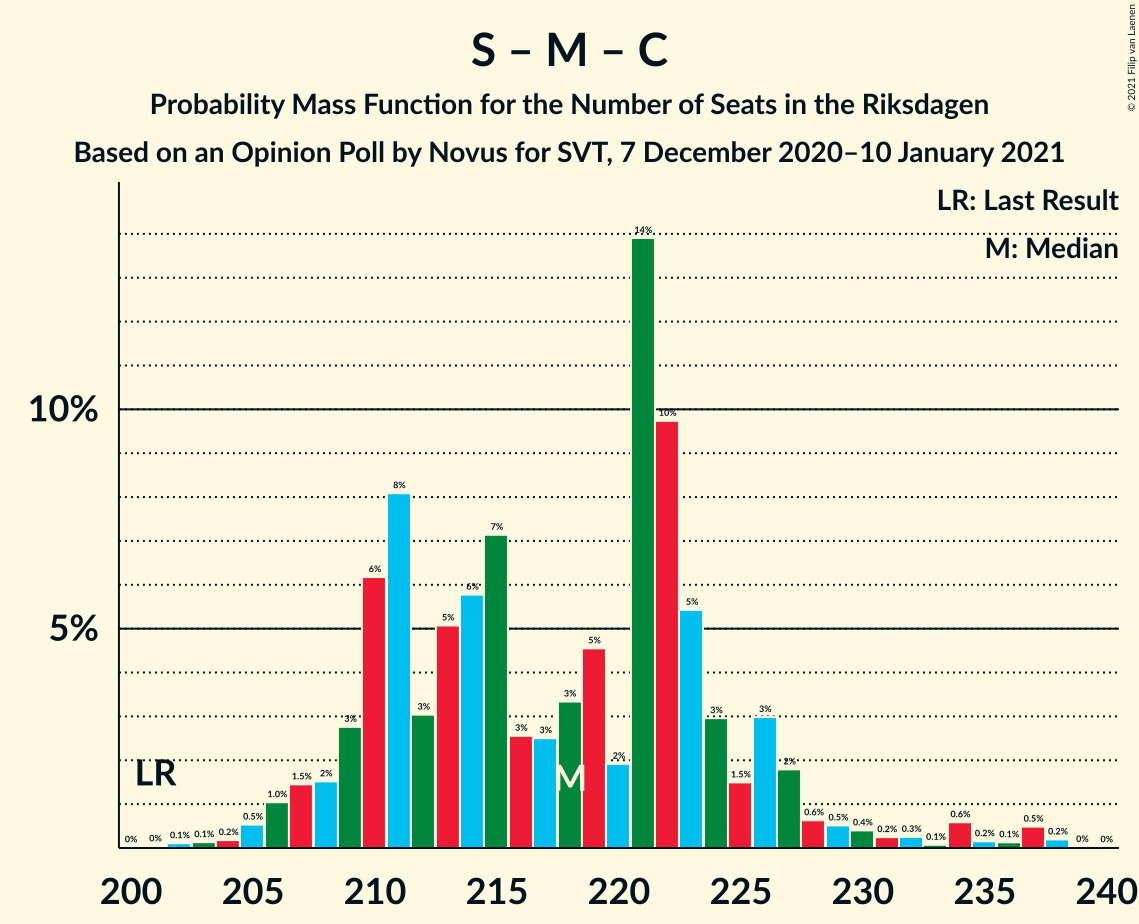 S – M – C
Probability Mass Function for the Number of Seats in the Riksdagen
Based on an Opinion Poll by Novus for SVT, 7 December 2020–10 January 2021
© 2021 Filip van Laenen
LR: Last Result
M: Median
10%
5%
LR
M
0% 0% 0.1% 0.1% 0.2% 0.5% 1.0% 1.5% 2% 3% 6% 8% 3% 5% 6% 7% 3% 3% 3% 5% 2% 14% 10% 5% 3% 1.5% 3% 2% 0.6% 0.5% 0.4% 0.2% 0.3% 0.1% 0.6% 0.2% 0.1% 0.5% 0.2% 0% 0%
200 205 210 215 220 225 230 235 240